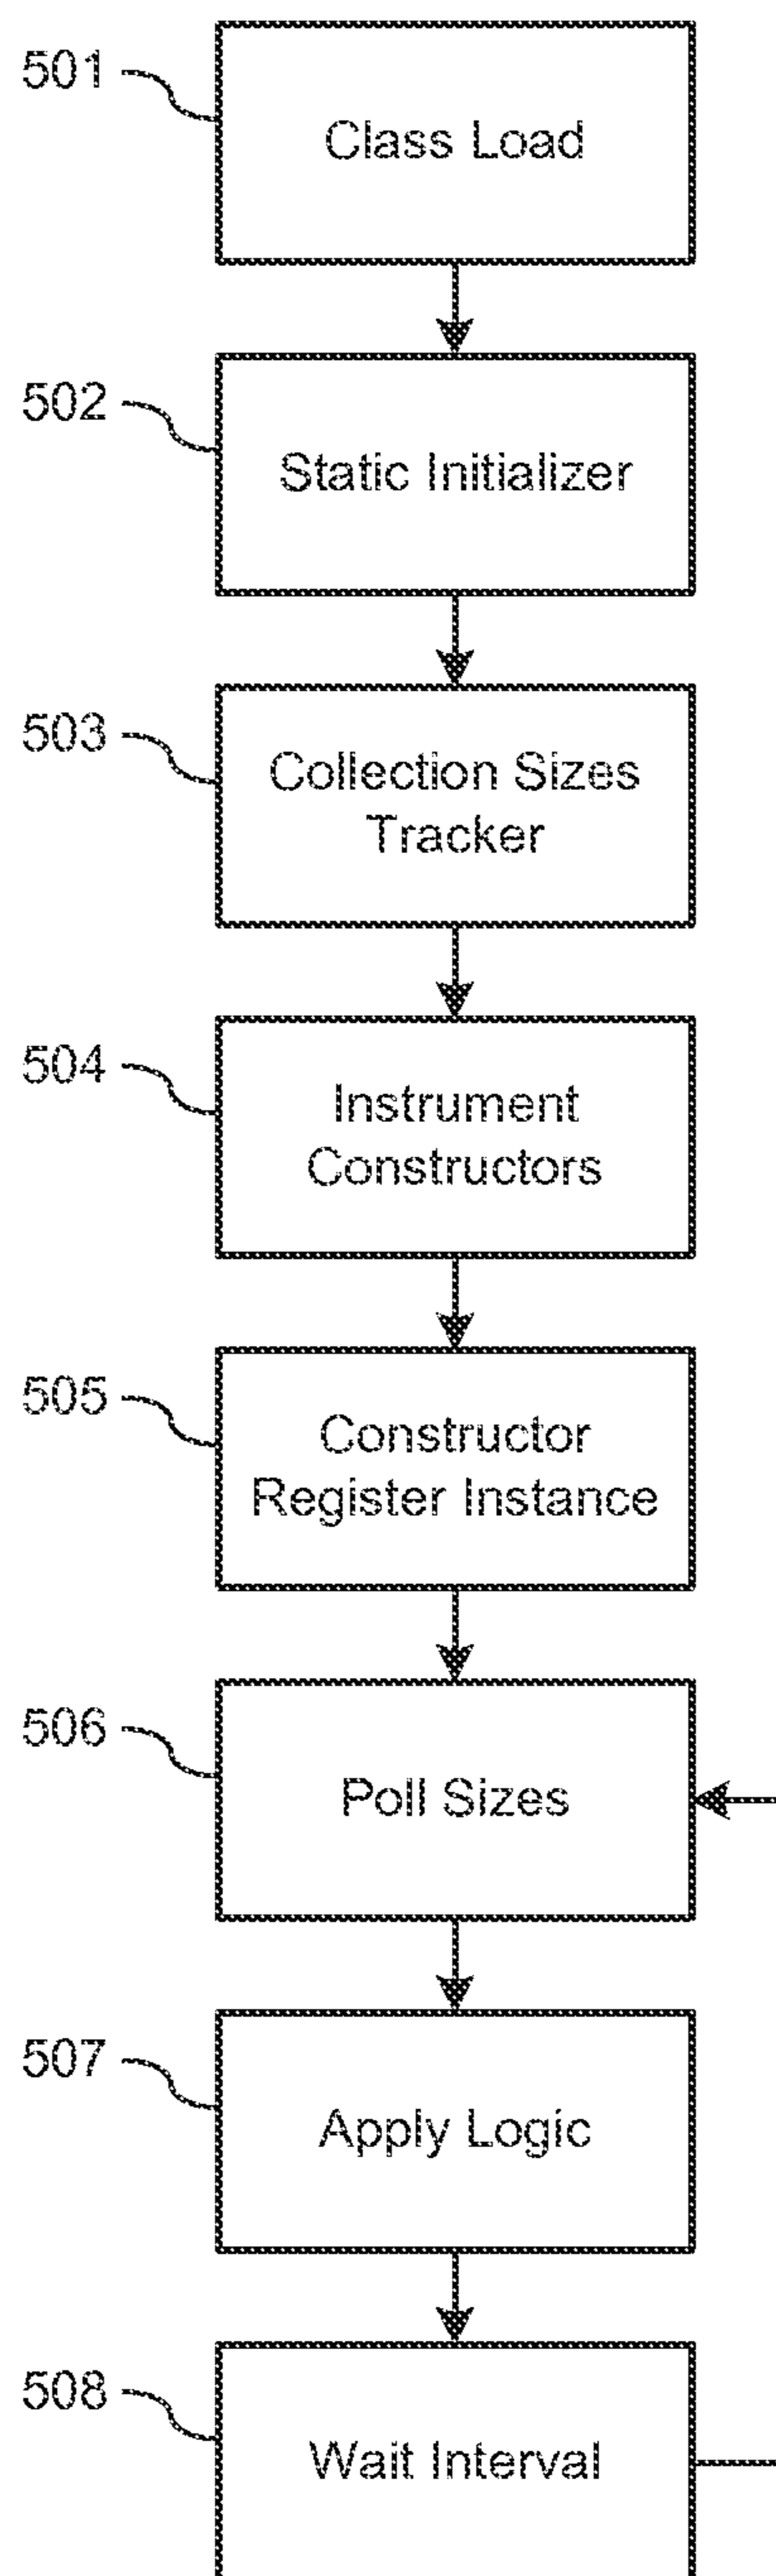 501
Class Load
502
Static Initializer
503
Collection Sizes
Tracker
504
Instrument
Constructors
505
Constructor
Register Instance
506
Poll Sizes
507
Apply Logic
508
Wait Interval